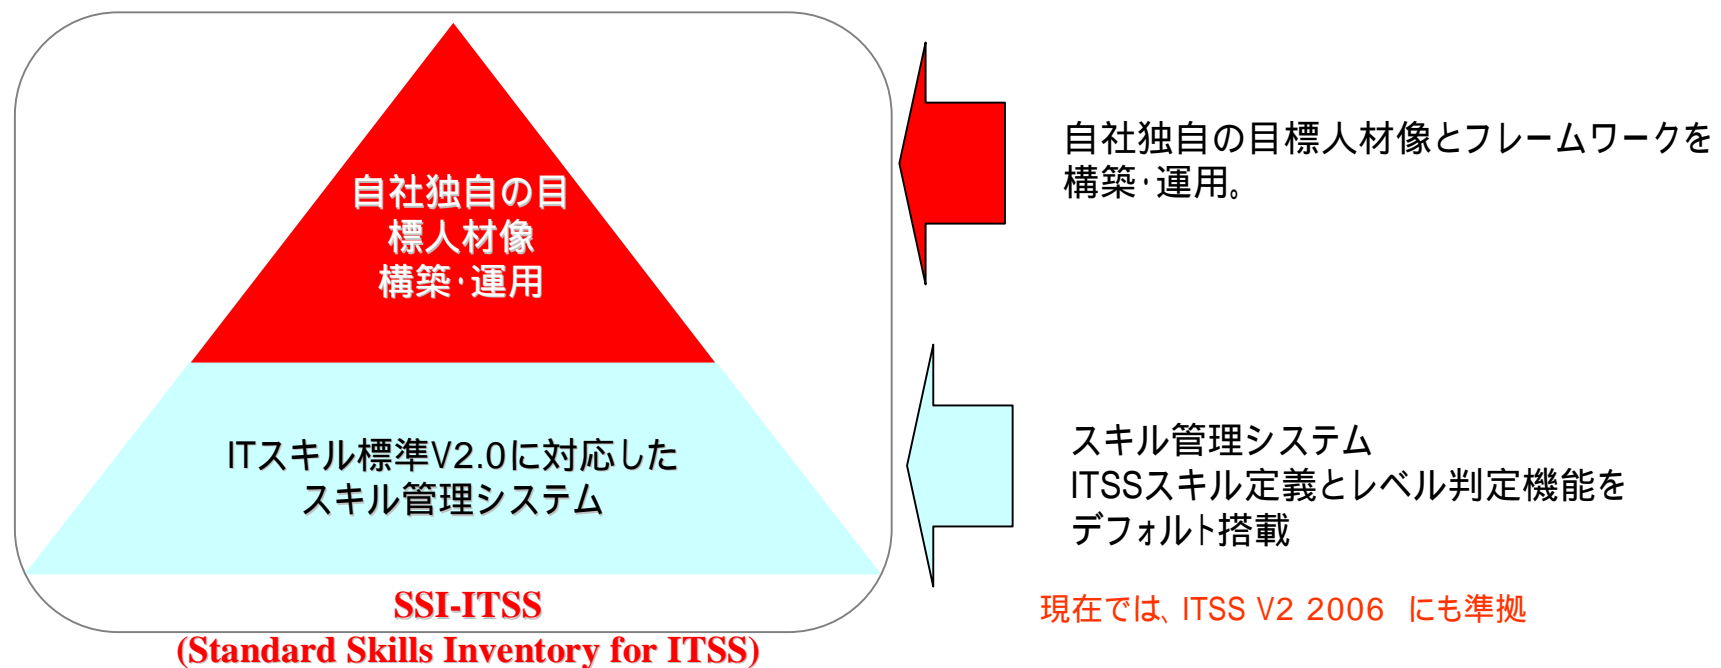 自社独自の目
標人材像
構築・運用
ITスキル標準V2.0に対応した
スキル管理システム
SSI-ITSS
(Standard Skills Inventory for ITSS)
自社独自の目標人材像とフレームワークを
構築・運用。
スキル管理システム
ITSSスキル定義とレベル判定機能を
デフォルト搭載
現在では、ITSS V2 2006 にも準拠